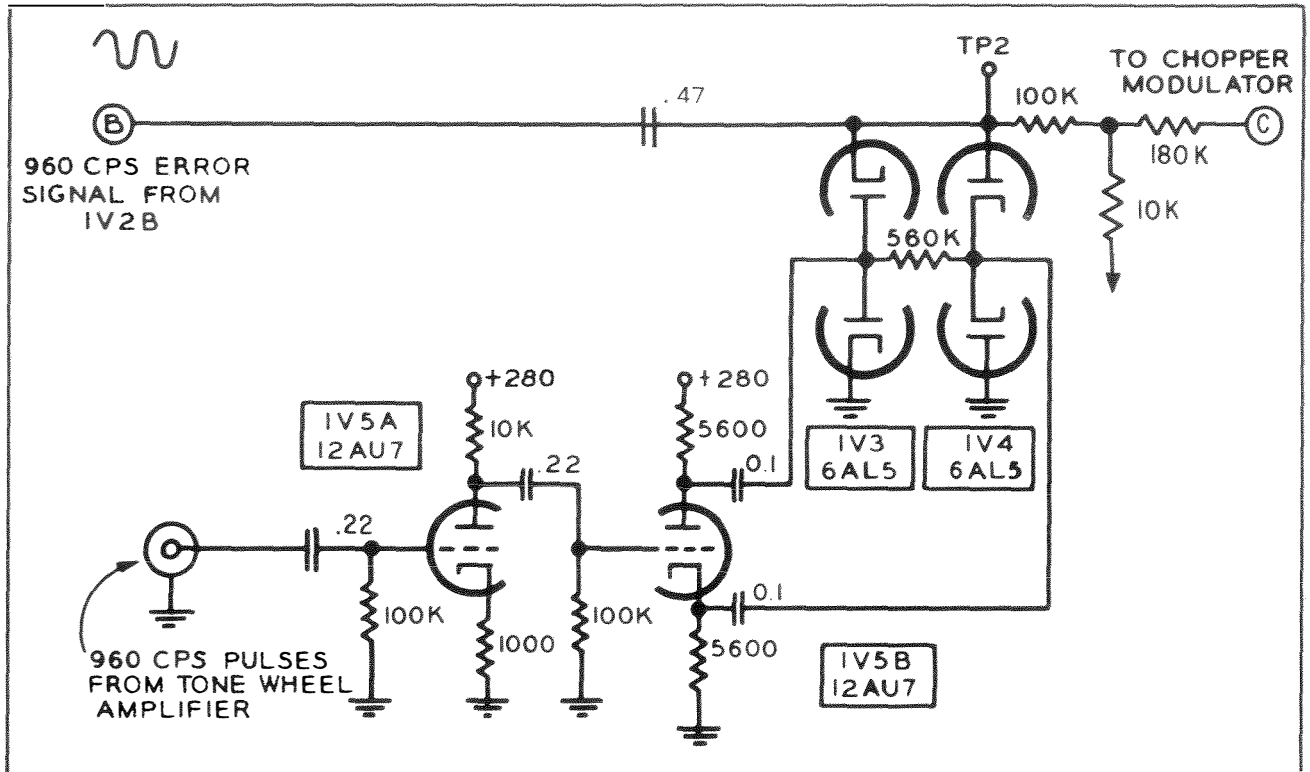 TP2
TO CHOPPER
MODULATOR
.47
100K
B
C
180K
960 CPS ERROR
SIGNAL FROM
1V2B
10K
560K
+280
+280
1V5A
12AU7
10K
5600
1V3
6AL5
1V4
6AL5
.22
0.1
.22
100K
1000
100K
0.1
5600
960 CPS PULSES
FROM TONE WHEEL
AMPLIFIER
1V5B
12AU7